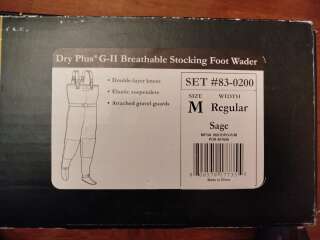 Dry Plus® G-II Breathable Stocking Foot Wader
• Double-layer knees
• Elastic suspenders
• Attached gravel guards
SET #83-0200
SIZE WIDTH
M Regular
Sage
Made in China